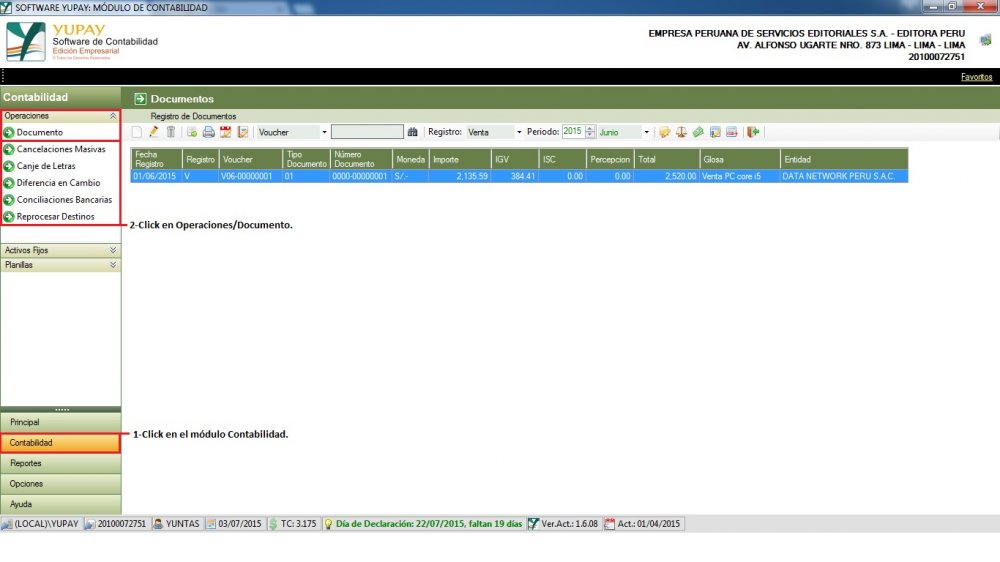 SOFTWARE YUPAY: MÓDULO DE CONTABILIDAD
YUPAY
Software de Contabilidad
Edición Empresarial
© Todos los Derechos Reservados
EMPRESA PERUANA DE SERVICIOS EDITORIALES S.A. - EDITORA PERU
AV. ALFONSO UGARTE NRO. 873 LIMA - LIMA - LIMA
20100072751
Favoritos
Contabilidad
Documentos
Operaciones
Registro de Documentos
Documento
Voucher
Registro: Venta
Periodo: 2015 Junio
Cancelaciones Masivas
Canje de Letras
Diferencia en Cambio
Conciliaciones Bancarias
Reprocesar Destinos
Fecha Registro Registro Voucher Tipo Documento Número Documento Moneda Importe IGV ISC Percepcion Total Glosa Entidad
01/06/2015 V V06-00000001 01 0000-00000001 S/.- 2,135.59 384.41 0.00 0.00 2,520.00 Venta PC core i5 DATA NETWORK PERU S.A.C.
2-Click en Operaciones/Documento.
Activos Fijos
Planillas
Principal
Contabilidad
1-Click en el módulo Contabilidad.
Reportes
Opciones
Ayuda
(LOCAL)\YUPAY 20100072751 YUNTAS 03/07/2015 TC: 3.175 Día de Declaración: 22/07/2015, faltan 19 días Ver.Act.: 1.6.08 Act.: 01/04/2015